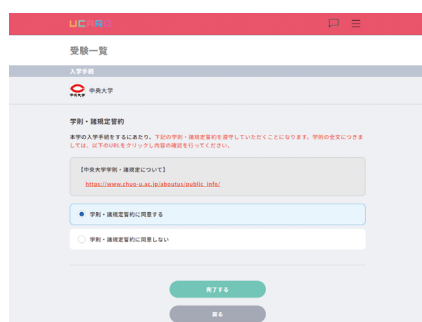 UCARO
受験一覧
入学手続
中央大学
学則・諸規定誓約
本学の入学手続をするにあたり、下記の学則・諸規定誓約を遵守していただくことになります。学則の全文につきま
しては、以下のURLをクリックし内容の確認を行ってください。
【中央大学学則・諸規定について】
https://www.chuo-u.ac.jp/aboutus/public_info/
学則・諸規定誓約に同意する
学則・諸規定誓約に同意しない
完了する
戻る